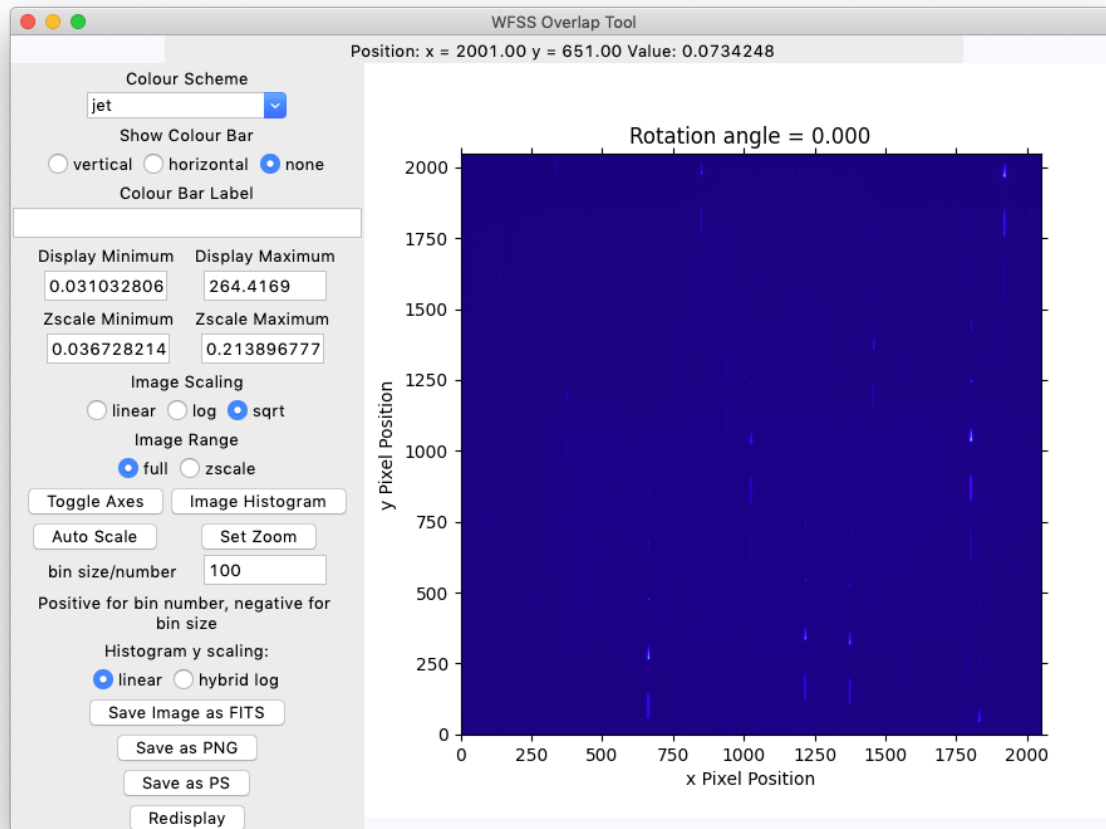 WFSS Overlap Tool
Position: x = 2001.00 y = 651.00 Value: 0.0734248
Colour Scheme
jet
Show Colour Bar
vertical horizontal none
Colour Bar Label
Display Minimum Display Maximum
0.031032806 264.4169
Zscale Minimum Zscale Maximum
0.036728214 0.213896777
Image Scaling
linear log sqrt
Image Range
full zscale
Toggle Axes Image Histogram
Auto Scale Set Zoom
bin size/number 100
Positive for bin number, negative for
bin size
Histogram y scaling:
linear hybrid log
Save Image as FITS
Save as PNG
Save as PS
Redisplay
Rotation angle = 0.000
y Pixel Position
2000
1750
1500
1250
1000
750
500
250
0
0 250 500 750 1000 1250 1500 1750 2000
x Pixel Position